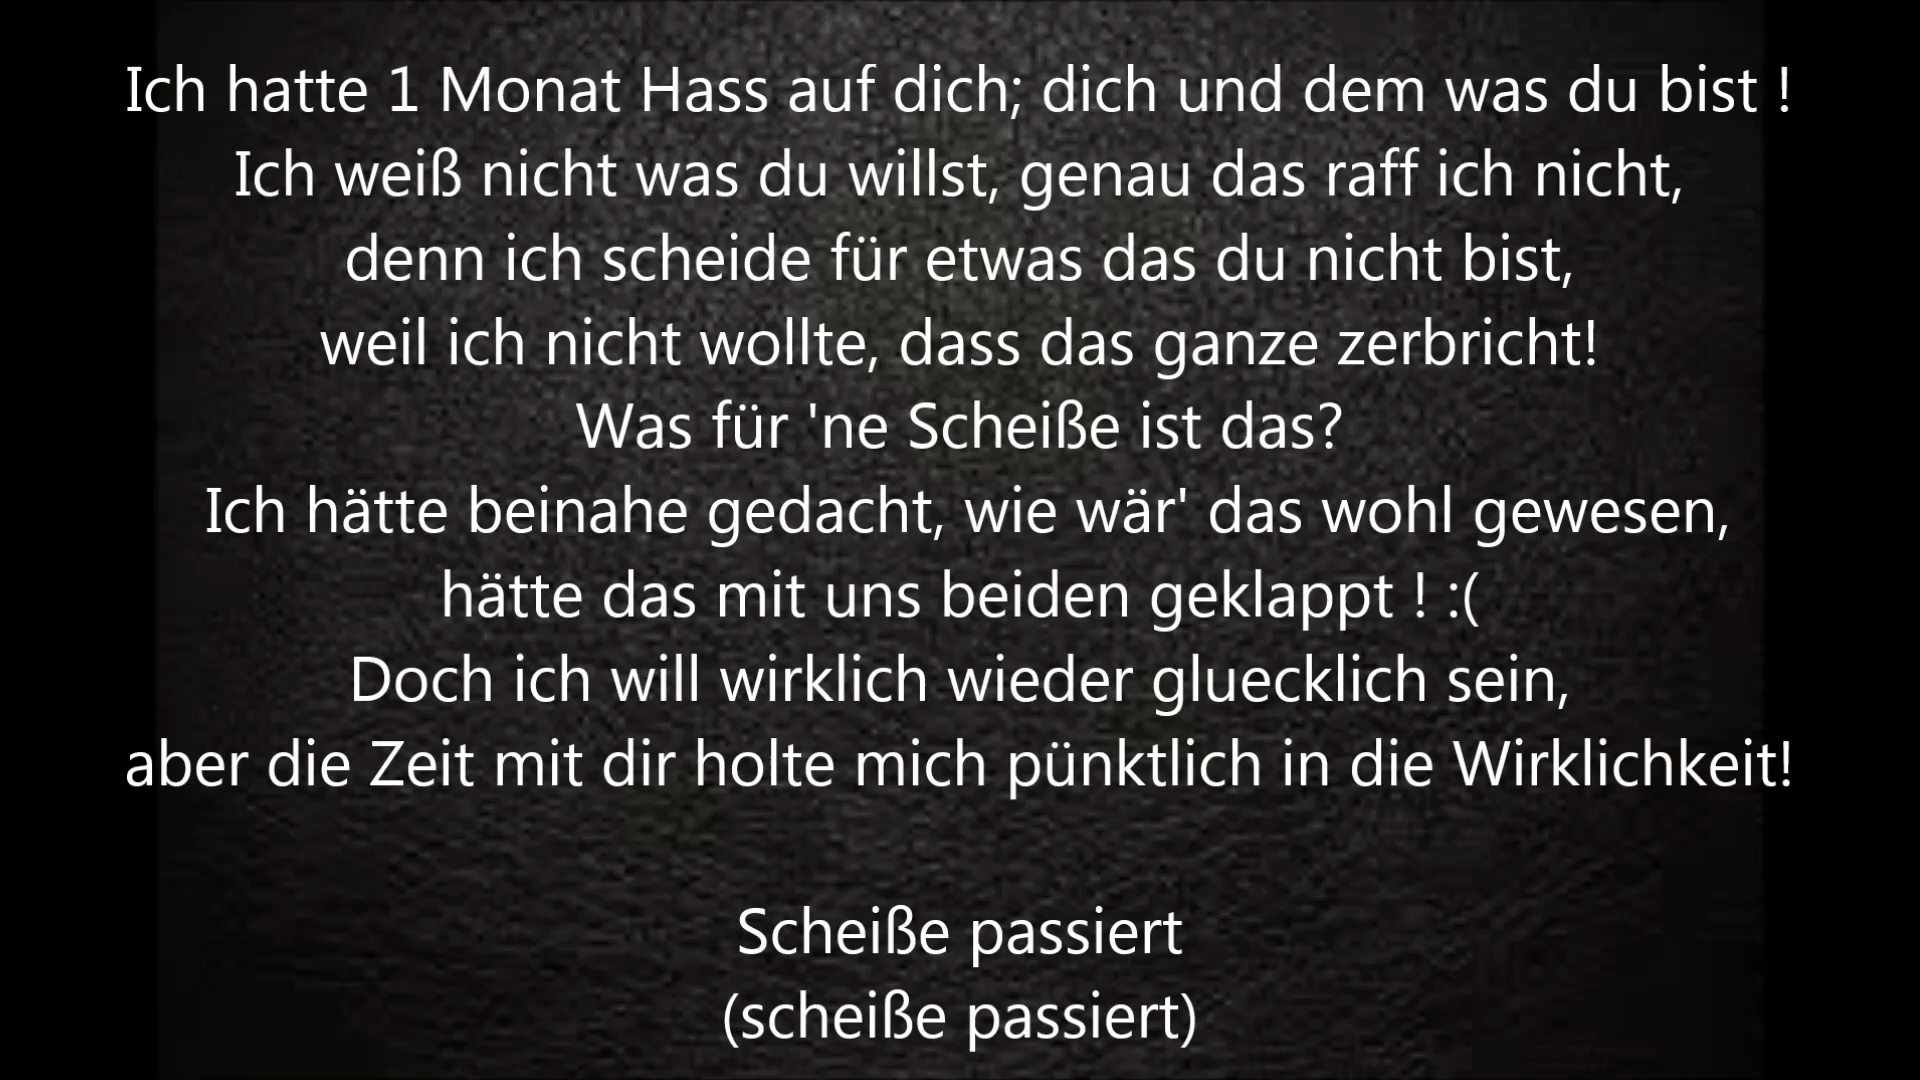 Ich hatte 1 Monat Hass auf dich; dich und dem was du bist !
Ich weiß nicht was du willst, genau das raff ich nicht,
denn ich scheide für etwas das du nicht bist,
weil ich nicht wollte, dass das ganze zerbricht!
Was für 'ne Scheiße ist das?
Ich hätte beinahe gedacht, wie wär' das wohl gewesen,
hätte das mit uns beiden geklappt ! :(
Doch ich will wirklich wieder gluecklich sein,
aber die Zeit mit dir holte mich pünktlich in die Wirklichkeit!
Scheiße passiert
(scheiße passiert)